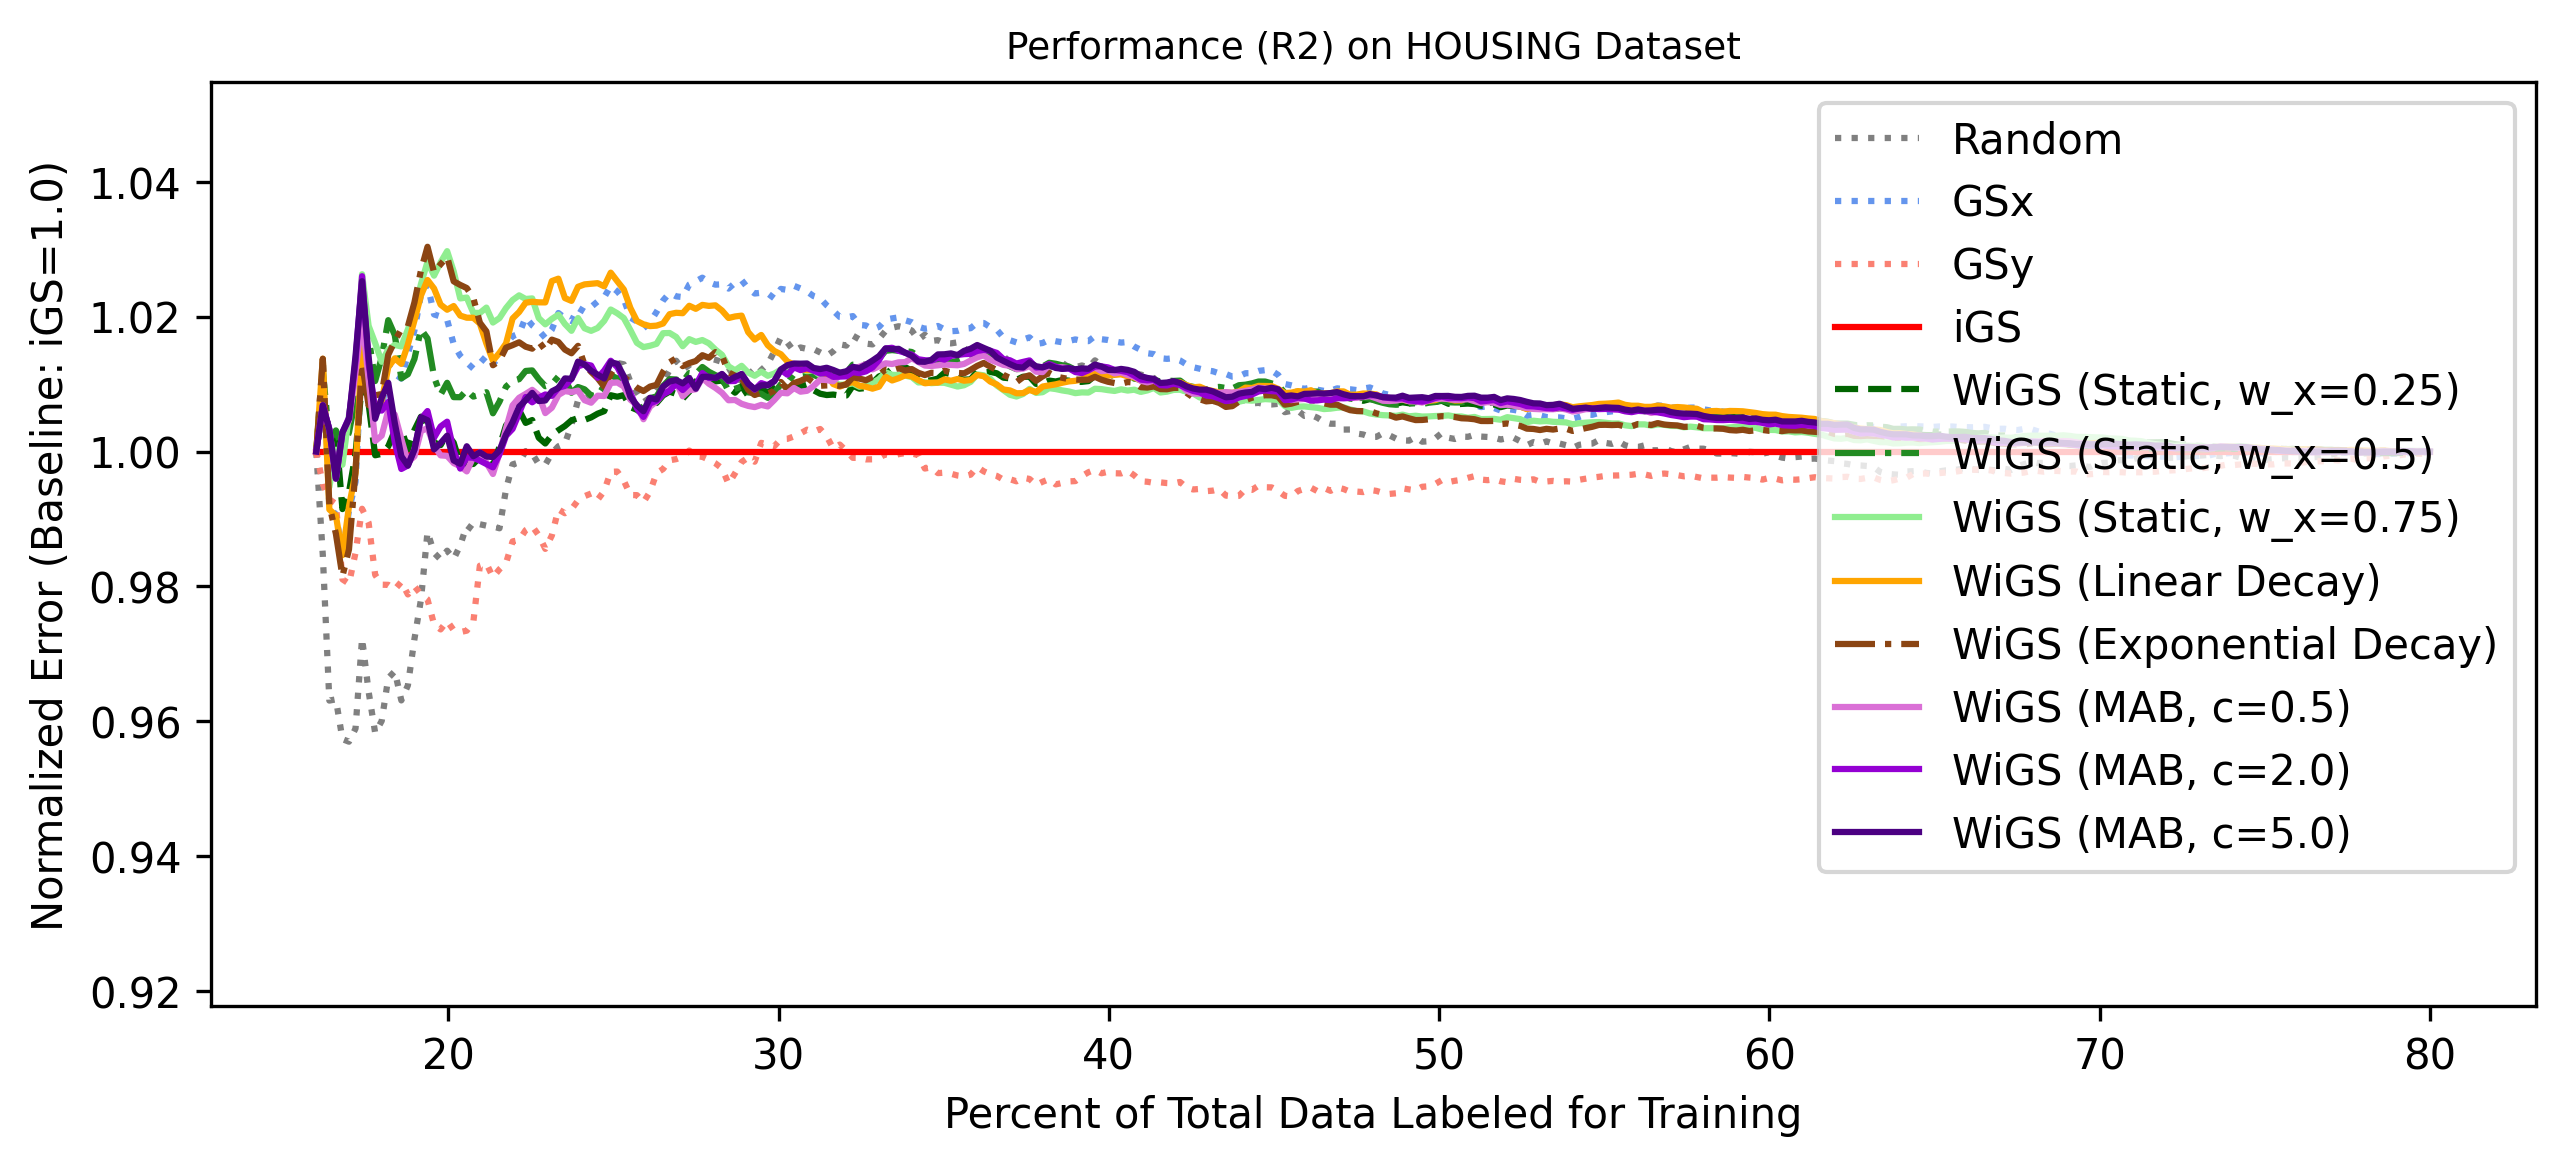 Performance (R2) on HOUSING Dataset
Normalized Error (Baseline: iGS=1.0)
1.04
1.02
1.00
0.98
0.96
0.94
0.92
Random
GSx
GSy
iGS
WiGS (Static, w_x=0.25)
WiGS (Static, w_x=0.5)
WiGS (Static, w_x=0.75)
WiGS (Linear Decay)
WiGS (Exponential Decay)
WiGS (MAB, c=0.5)
WiGS (MAB, c=2.0)
WiGS (MAB, c=5.0)
20 30 40 50 60 70 80
Percent of Total Data Labeled for Training